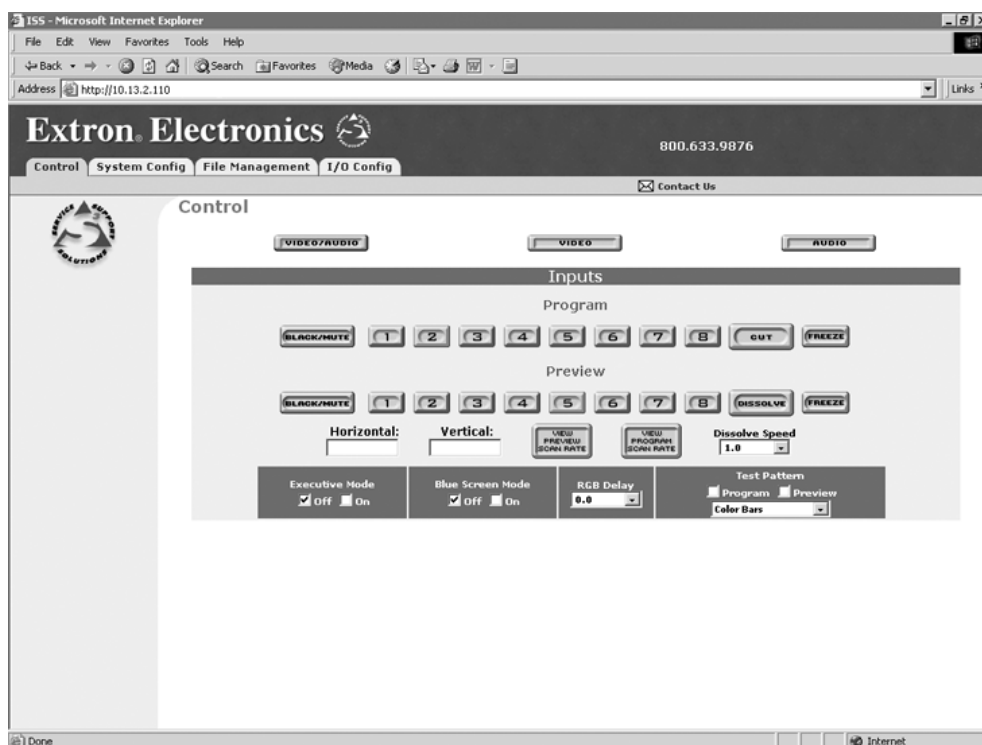 ISS - Microsoft Internet Explorer
File Edit View Favorites Tools Help
Back Search Favorites Media
Address http://10.13.2.110 Links
Extron® Electronics
800.633.9876
Control System Config File Management I/O Config
Contact Us
SERVICE SUPPORT SOLUTIONS
Control
VIDEO/AUDIO VIDEO AUDIO
Inputs
Program
BLACK/MUTE 1 2 3 4 5 6 7 8 CUT FREEZE
Preview
BLACK/MUTE 1 2 3 4 5 6 7 8 DISSOLVE FREEZE
Horizontal: Vertical: VIEW PREVIEW SCAN RATE VIEW PROGRAM SCAN RATE Dissolve Speed
1.0
Executive Mode Blue Screen Mode RGB Delay Test Pattern
Off On Off On 0.0 Program Preview
Color Bars
Done Internet